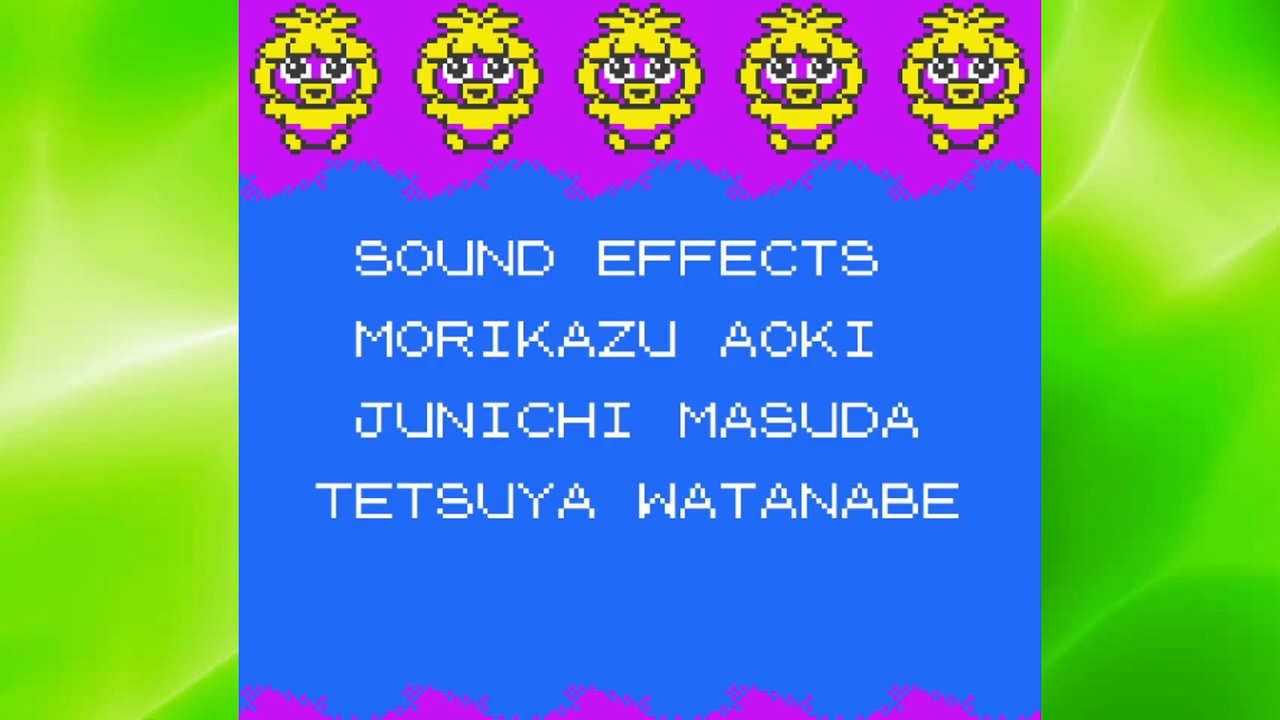 SOUND EFFECTS
MORIKAZU AOKI
JUNICHI MASUDA
TETSUYA WATANABE